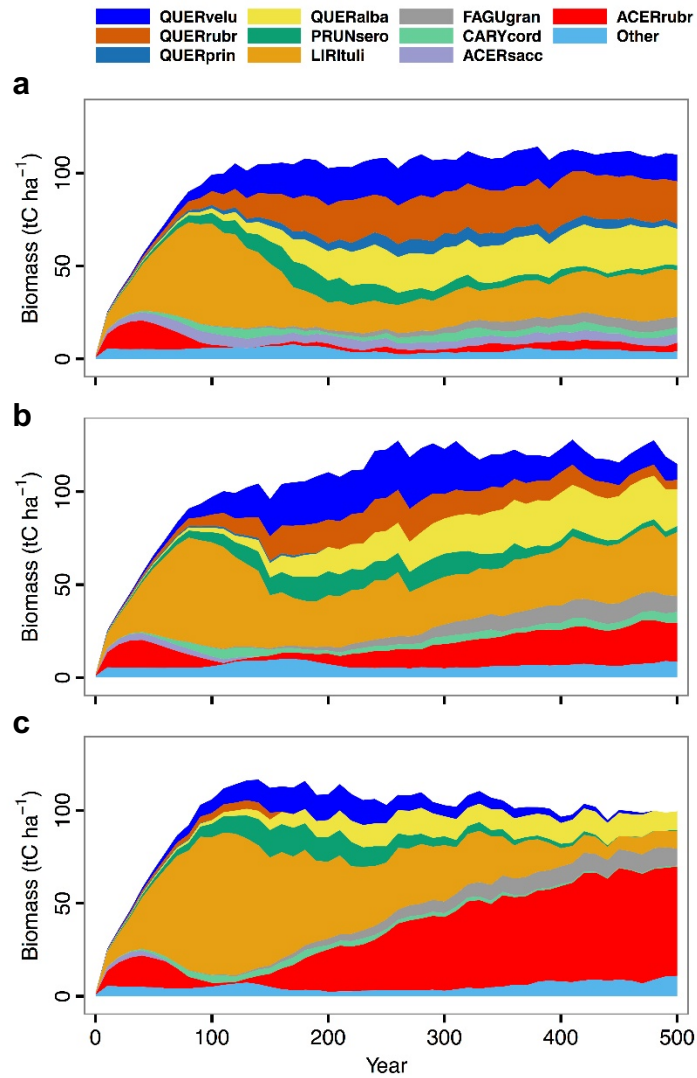 QUERvelu QUERalba FAGUgran ACERrubr
QUERrubr PRUNsero CARYcord Other
QUERprin LIRItuli ACERsacc
a
100
50
0
Biomass (tC ha⁻¹)
b
100
50
0
Biomass (tC ha⁻¹)
c
100
50
0
Biomass (tC ha⁻¹)
0 100 200 300 400 500
Year